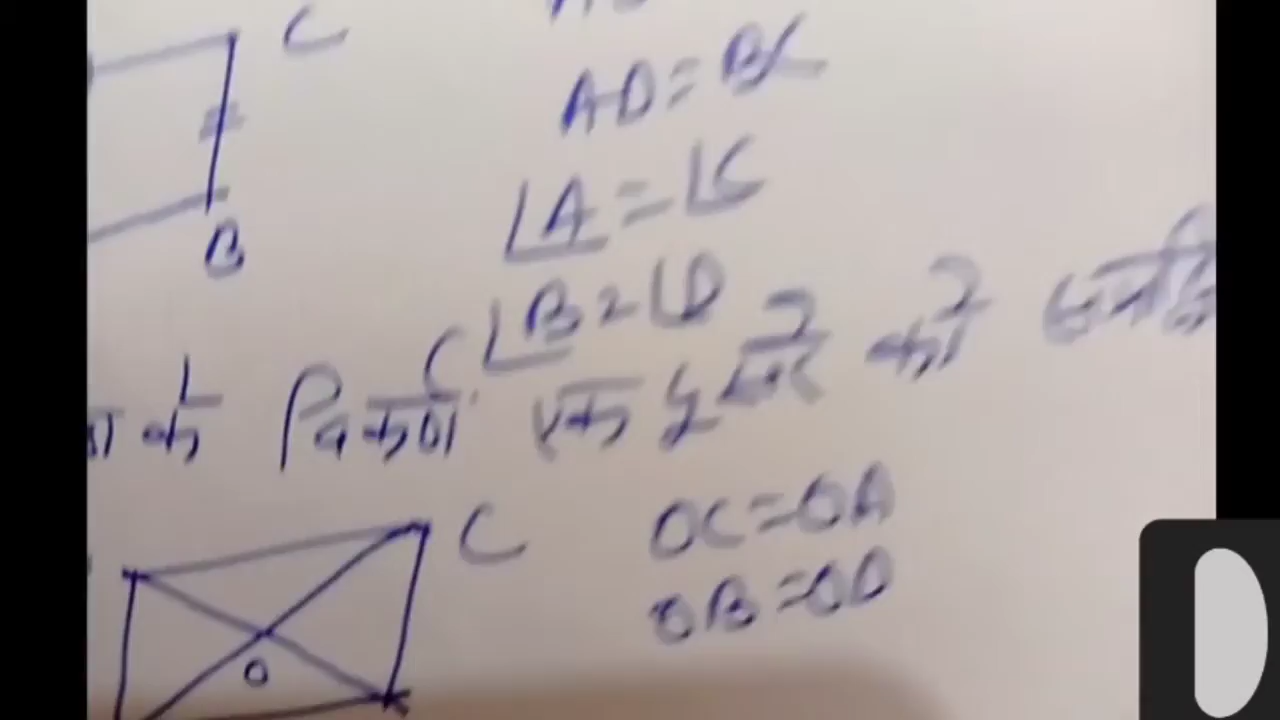 C
AD = BC
∠A = ∠C
B
∠B = ∠D
के विकर्ण एक दूसरे को
C
OC = OA
O
OB = OD